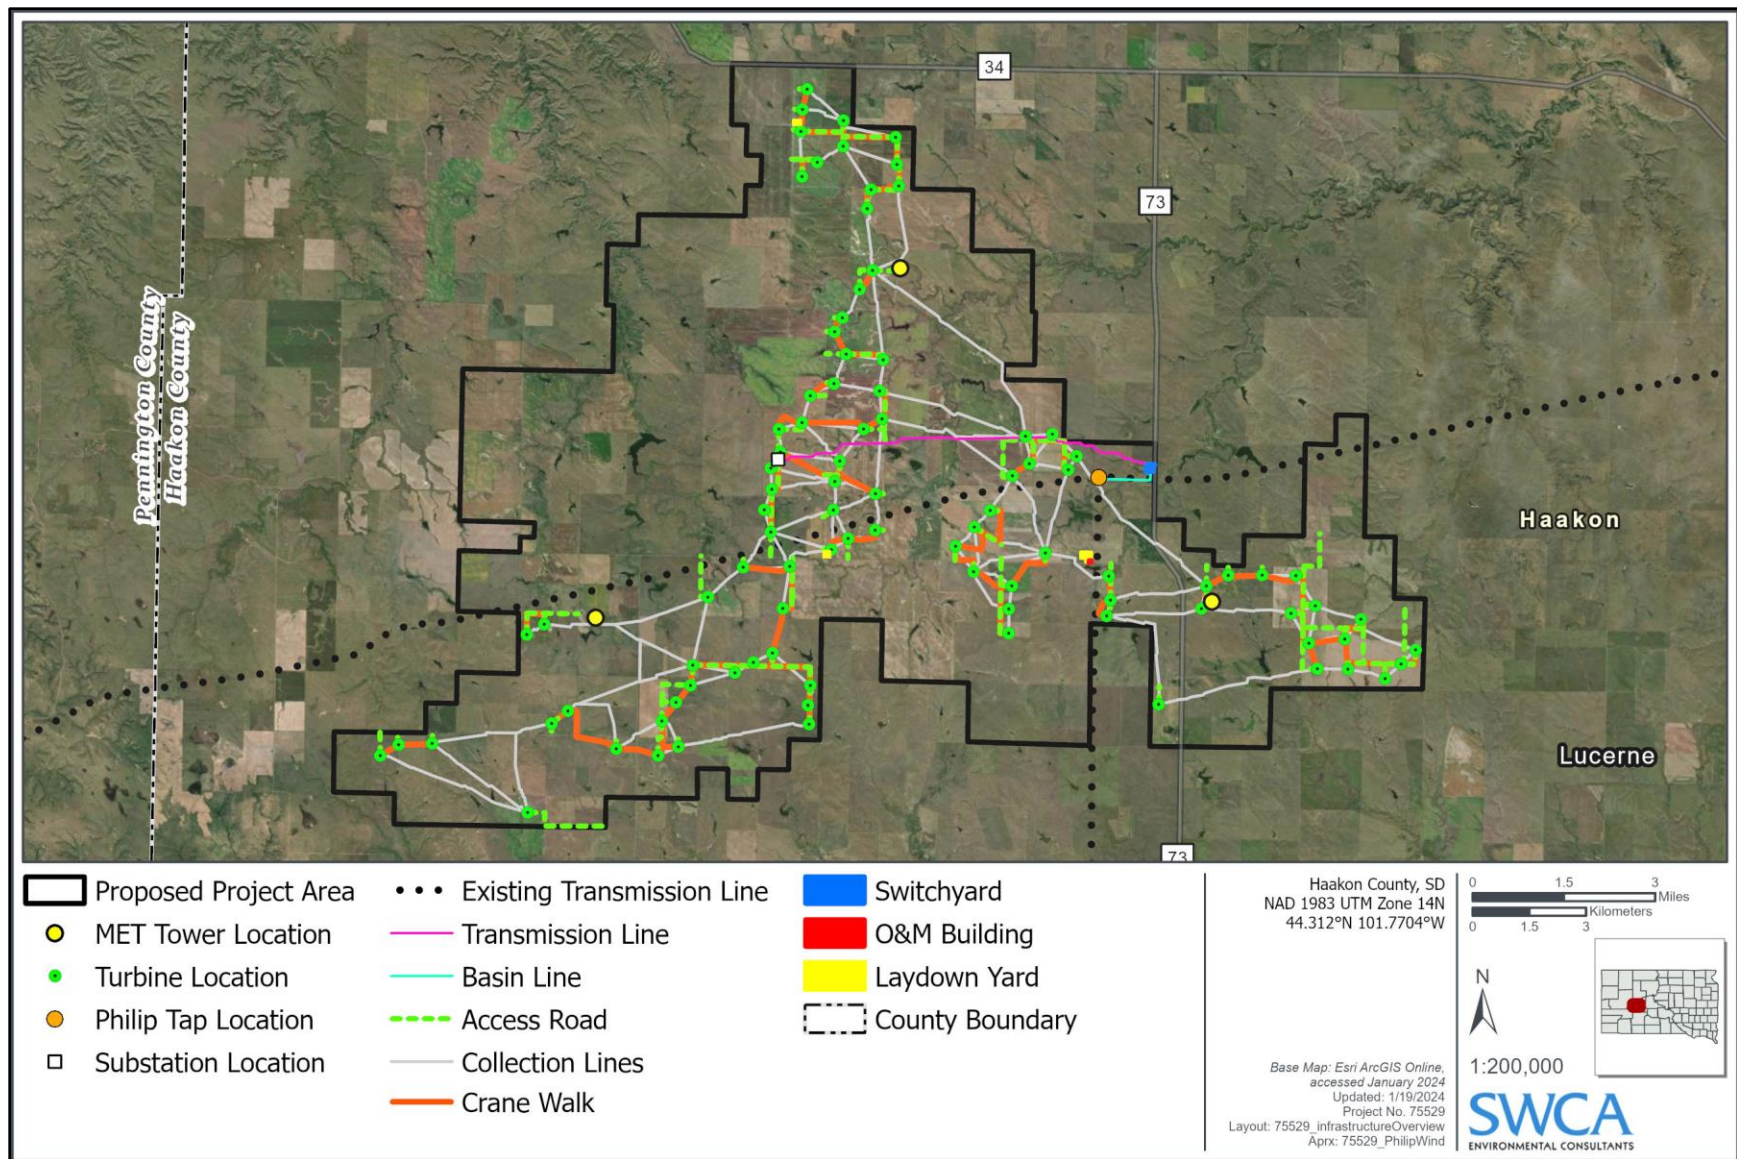 34
73
Pennington County
Haakon County
Haakon
Lucerne
73
Proposed Project Area
MET Tower Location
Turbine Location
Philip Tap Location
Substation Location
Existing Transmission Line
Transmission Line
Basin Line
Access Road
Collection Lines
Crane Walk
Switchyard
O&M Building
Laydown Yard
County Boundary
Haakon County, SD
NAD 1983 UTM Zone 14N
44.312°N 101.7704°W
Base Map: Esri ArcGIS Online,
accessed January 2024
Updated: 1/19/2024
Project No. 75529
Layout: 75529_infrastructureOverview
Aprx: 75529_PhilipWind
0 1.5 3
Miles
Kilometers
0 1.5 3
N
1:200,000
SWCA
ENVIRONMENTAL CONSULTANTS